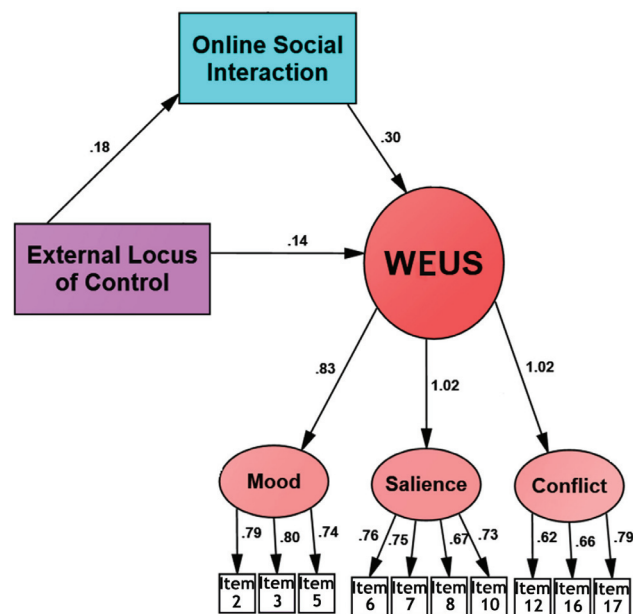 Online Social
Interaction
.18
.30
External Locus
of Control
.14
WEUS
.83
1.02
1.02
Mood
Salience
Conflict
.79
.80
.74
.76
.75
.67
.73
.62
.66
.79
Item
2
Item
3
Item
5
Item
6
Item
7
Item
8
Item
10
Item
12
Item
16
Item
17